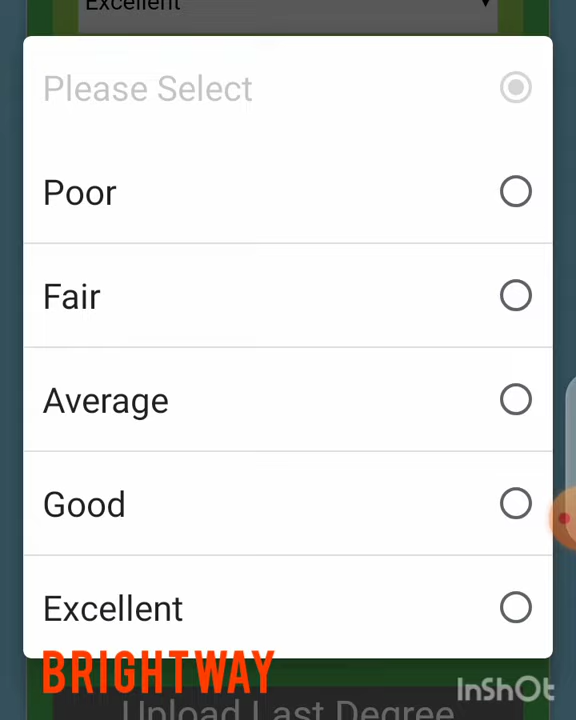 Excellent
Please Select
Poor
Fair
Average
Good
Excellent
BRIGHTWAY
InShOt
Upload Last Degree